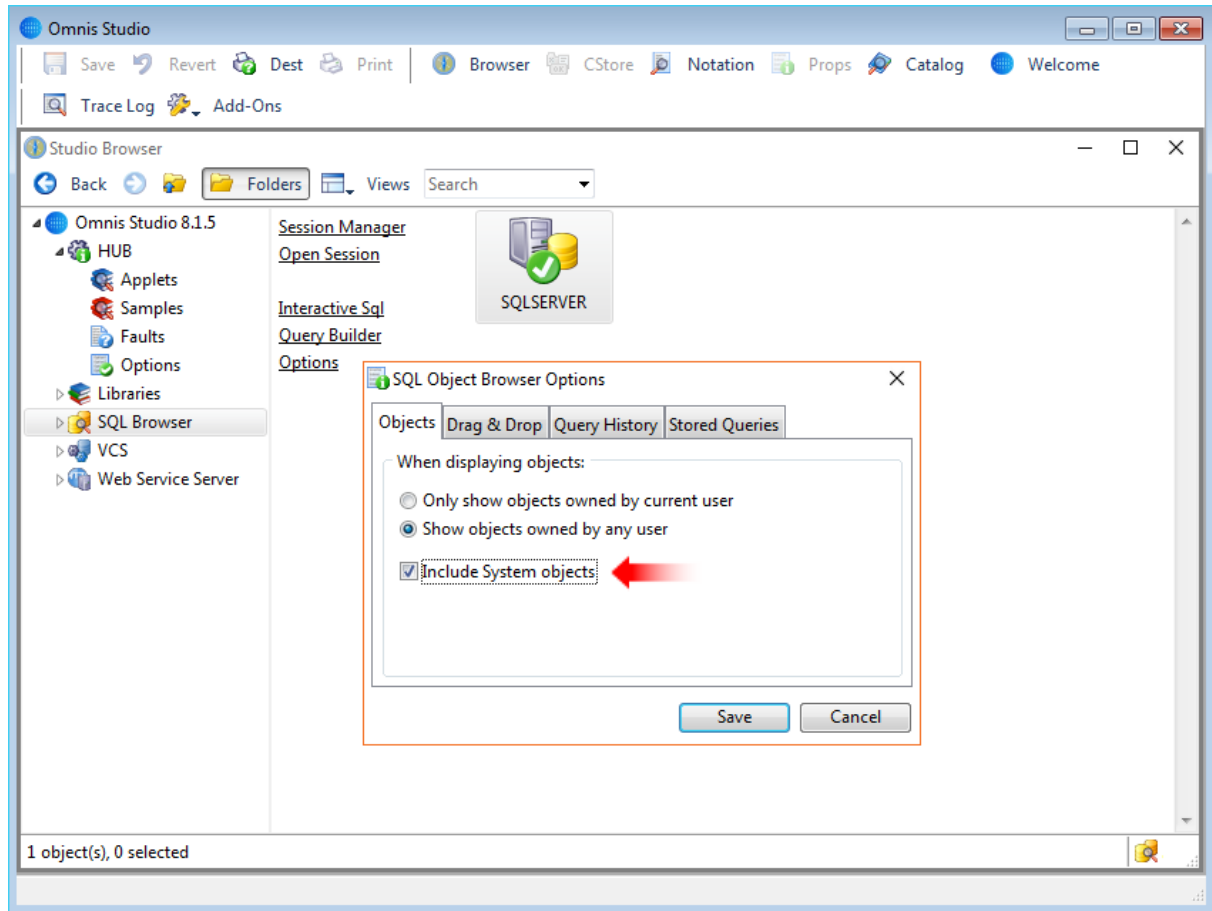 Omnis Studio
Save Revert Dest Print Browser CStore Notation Props Catalog Welcome
Trace Log Add-Ons
Studio Browser
Back Folders Views Search
Omnis Studio 8.1.5
HUB
Applets
Samples
Faults
Options
Libraries
SQL Browser
VCS
Web Service Server
Session Manager
Open Session
Interactive Sql
Query Builder
Options
SQLSERVER
SQL Object Browser Options
Objects Drag & Drop Query History Stored Queries
When displaying objects:
Only show objects owned by current user
Show objects owned by any user
Include System objects
Save Cancel
1 object(s), 0 selected